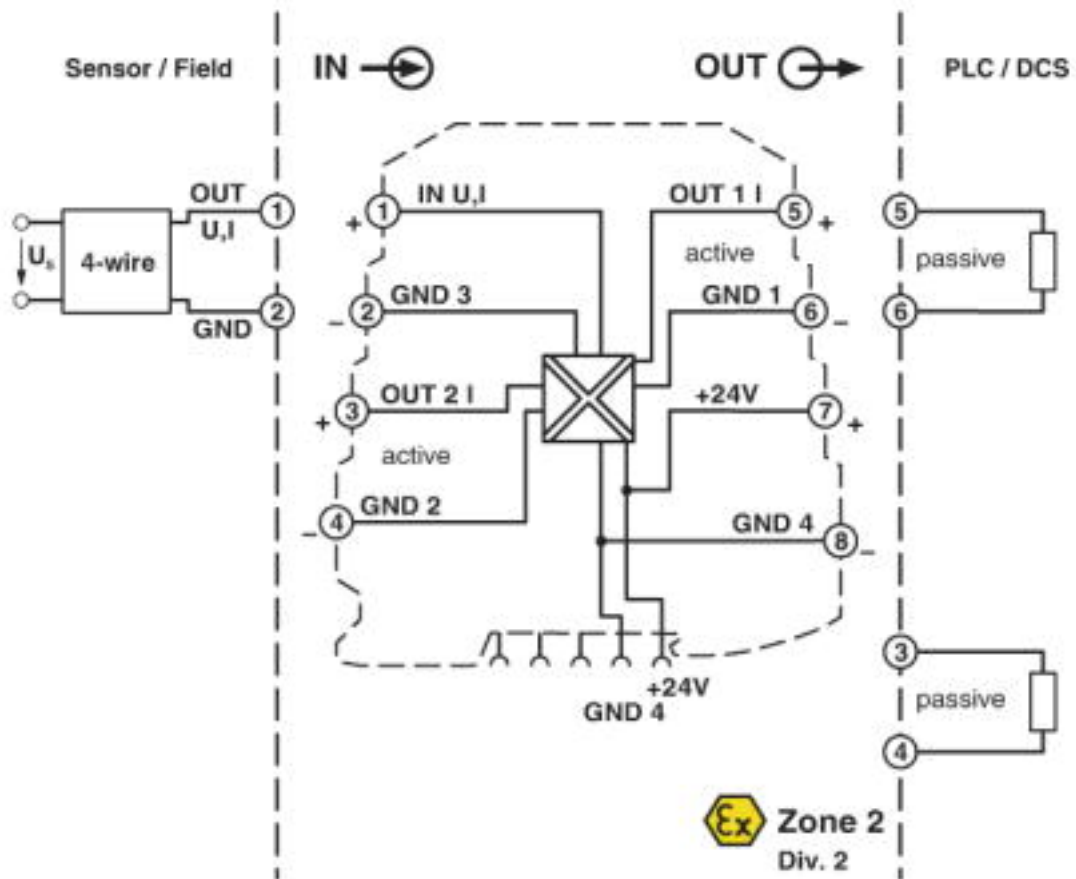 Sensor / Field
IN
OUT
PLC / DCS
OUT
1
U,I
Us
4-wire
2
GND
1
IN U,I
+
2
GND 3
–
3
OUT 2 I
+
active
4
GND 2
–
OUT 1 I
5
+
active
GND 1
6
–
+24V
7
+
GND 4
8
–
+24V
GND 4
5
passive
6
3
passive
4
Ex
Zone 2
Div. 2